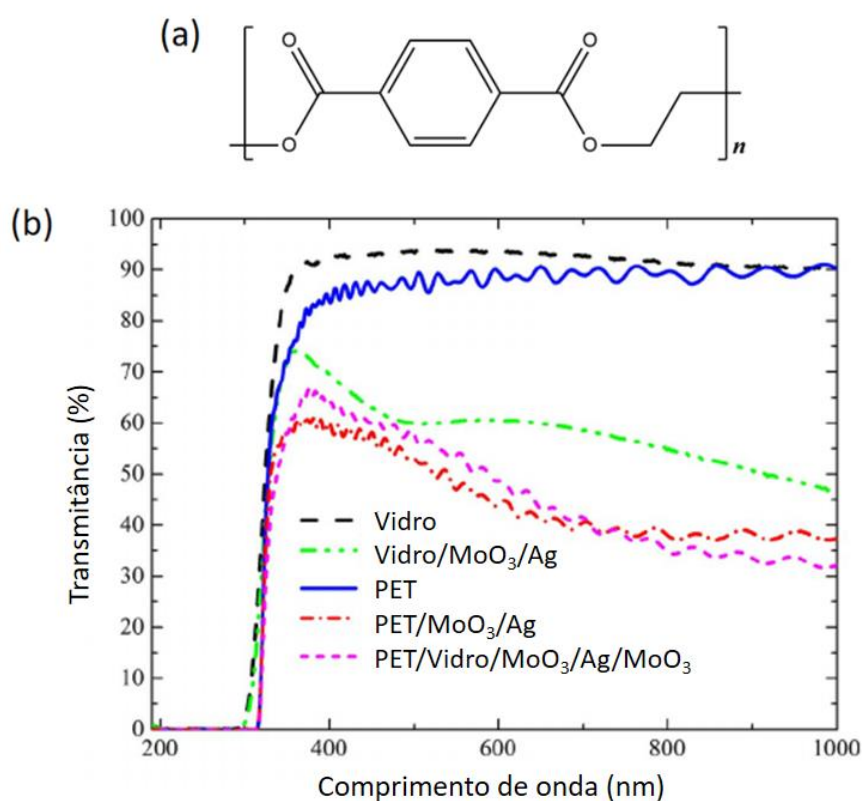 (a)
O
O
O
O
n
(b)
100
90
80
70
60
50
40
30
20
10
0
Transmitância (%)
Vidro
Vidro/MoO₃/Ag
PET
PET/MoO₃/Ag
PET/Vidro/MoO₃/Ag/MoO₃
200 400 600 800 1000
Comprimento de onda (nm)